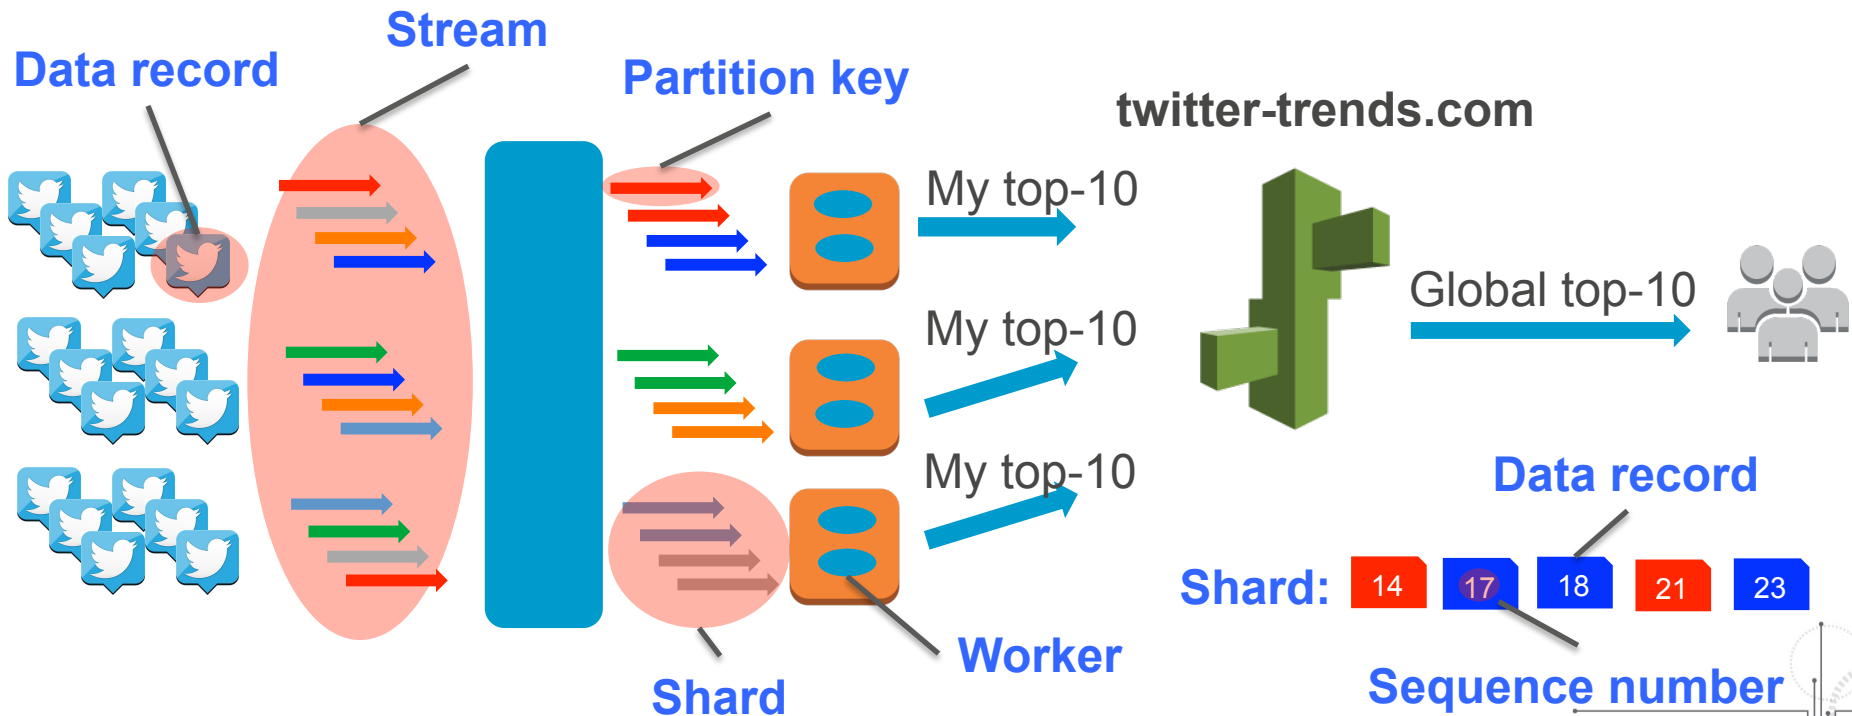 Stream
Data record
Partition key
twitter-trends.com
My top-10
Global top-10
My top-10
My top-10
Data record
Shard: 14 17 18 21 23
Worker
Shard
Sequence number